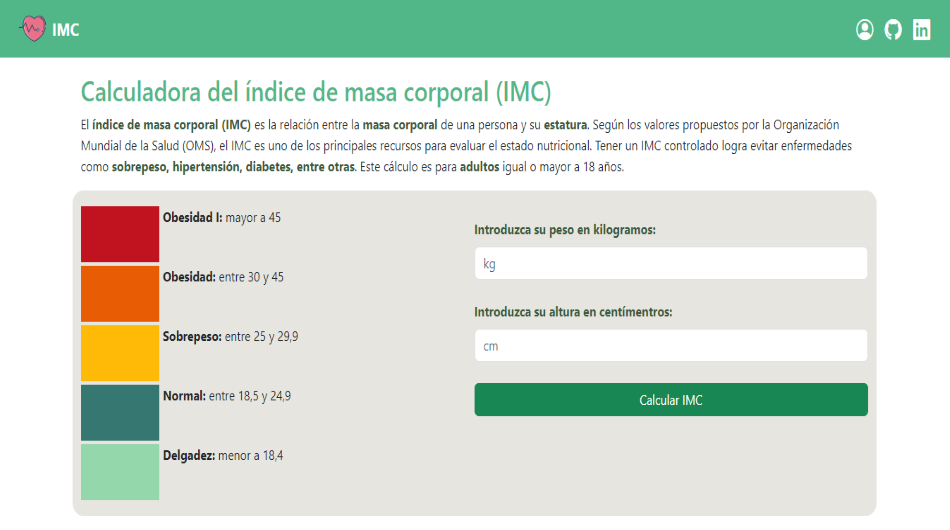 IMC
Calculadora del índice de masa corporal (IMC)
El índice de masa corporal (IMC) es la relación entre la masa corporal de una persona y su estatura. Según los valores propuestos por la Organización
Mundial de la Salud (OMS), el IMC es uno de los principales recursos para evaluar el estado nutricional. Tener un IMC controlado logra evitar enfermedades
como sobrepeso, hipertensión, diabetes, entre otras. Este cálculo es para adultos igual o mayor a 18 años.
Obesidad I: mayor a 45
Obesidad: entre 30 y 45
Sobrepeso: entre 25 y 29,9
Normal: entre 18,5 y 24,9
Delgadez: menor a 18,4
Introduzca su peso en kilogramos:
kg
Introduzca su altura en centímentros:
cm
Calcular IMC